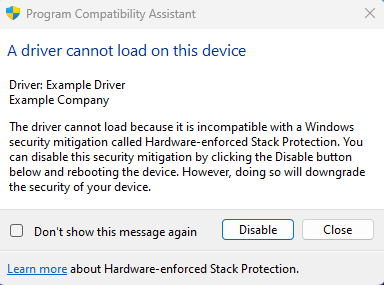 Program Compatibility Assistant
A driver cannot load on this device
Driver: Example Driver
Example Company
The driver cannot load because it is incompatible with a Windows
security mitigation called Hardware-enforced Stack Protection. You
can disable this security mitigation by clicking the Disable button
below and rebooting the device. However, doing so will downgrade
the security of your device.
Don't show this message again
Disable
Close
Learn more about Hardware-enforced Stack Protection.